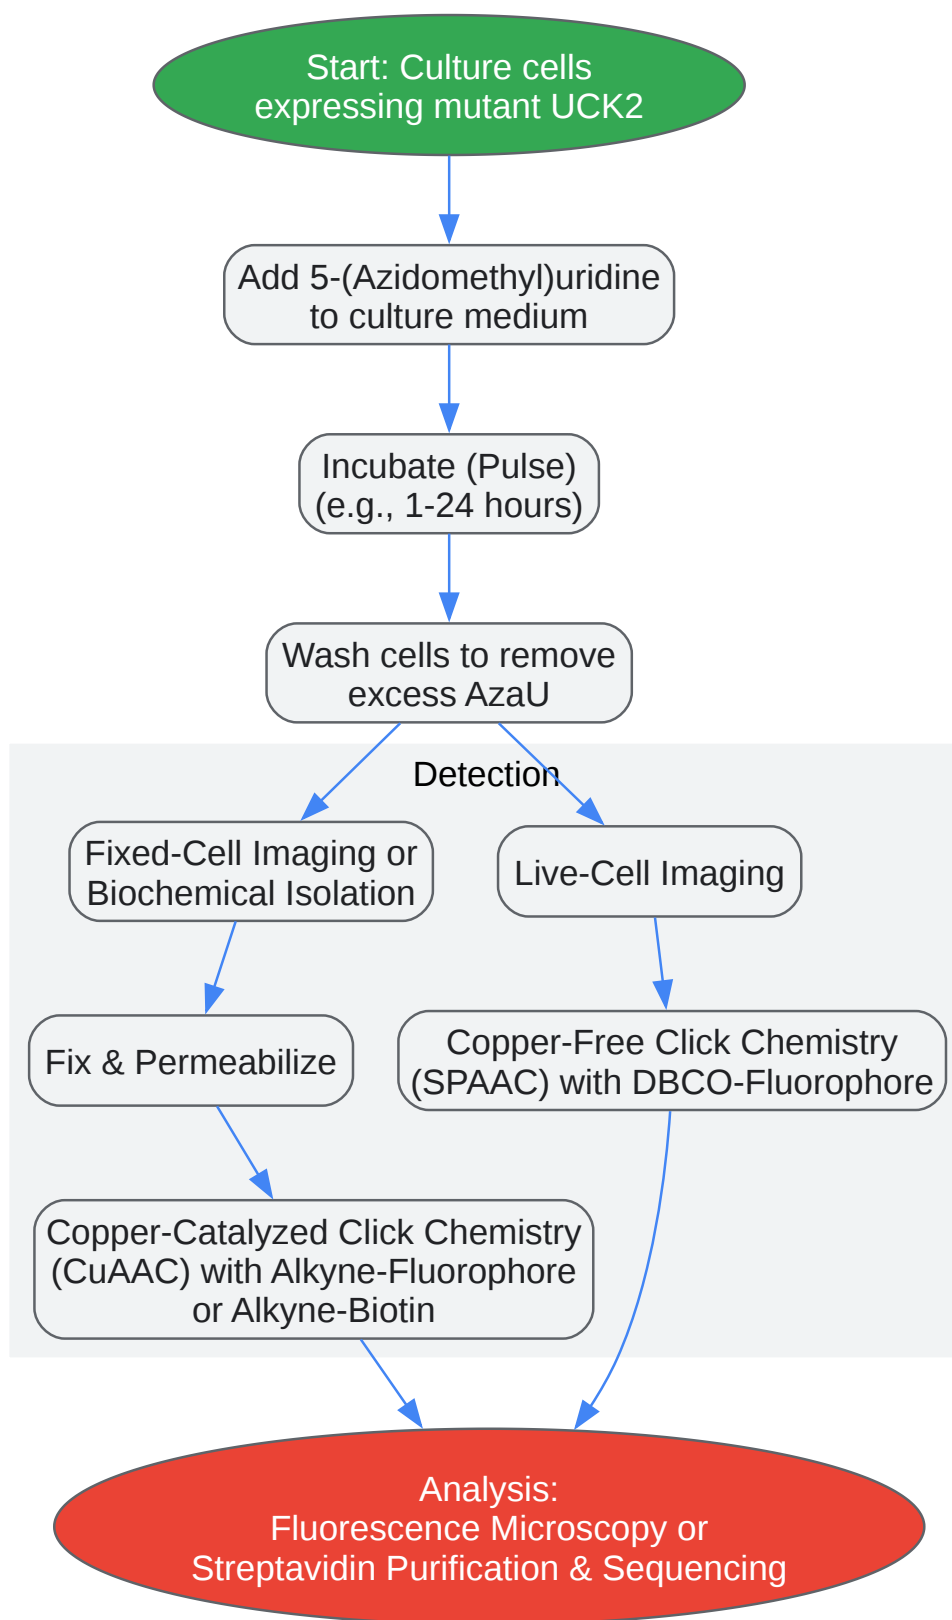 Start: Culture cells
expressing mutant UCK2
Add 5-(Azidomethyl)uridine
to culture medium
Incubate (Pulse)
(e.g., 1-24 hours)
Wash cells to remove
excess AzaU
Detection
Fixed-Cell Imaging or
Biochemical Isolation
Live-Cell Imaging
Fix & Permeabilize
Copper-Free Click Chemistry
(SPAAC) with DBCO-Fluorophore
Copper-Catalyzed Click Chemistry
(CuAAC) with Alkyne-Fluorophore
or Alkyne-Biotin
Analysis:
Fluorescence Microscopy or
Streptavidin Purification & Sequencing